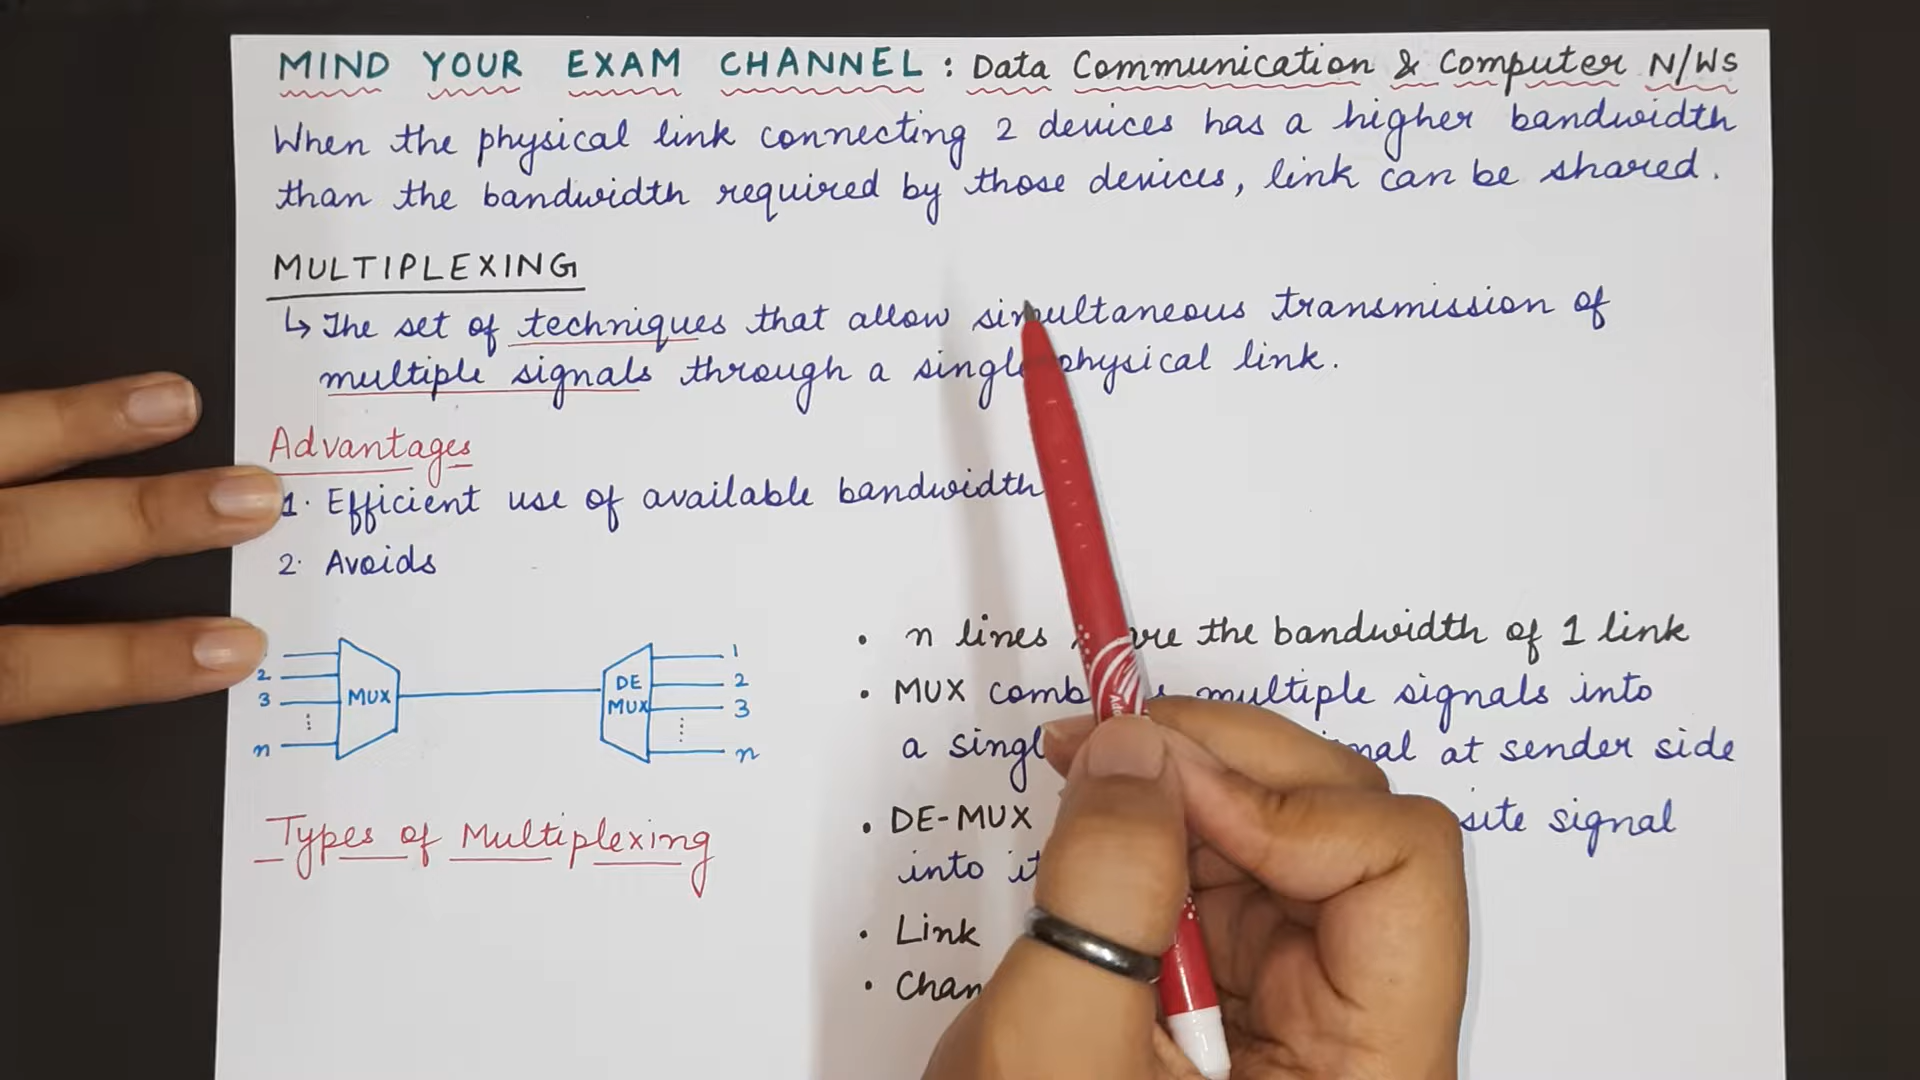 MIND YOUR EXAM CHANNEL : Data Communication & Computer N/Ws
When the physical link connecting 2 devices has a higher bandwidth
than the bandwidth required by those devices, link can be shared.
MULTIPLEXING
↳ The set of techniques that allow simultaneous transmission of
multiple signals through a single physical link.
Advantages
1. Efficient use of available bandwidth
2. Avoids
2
3
n
MUX
DE
MUX
1
2
3
n
• n lines the bandwidth of 1 link
• MUX multiple signals into
a at sender side
• DE-MUX signal
into
• Link
•
Types of Multiplexing